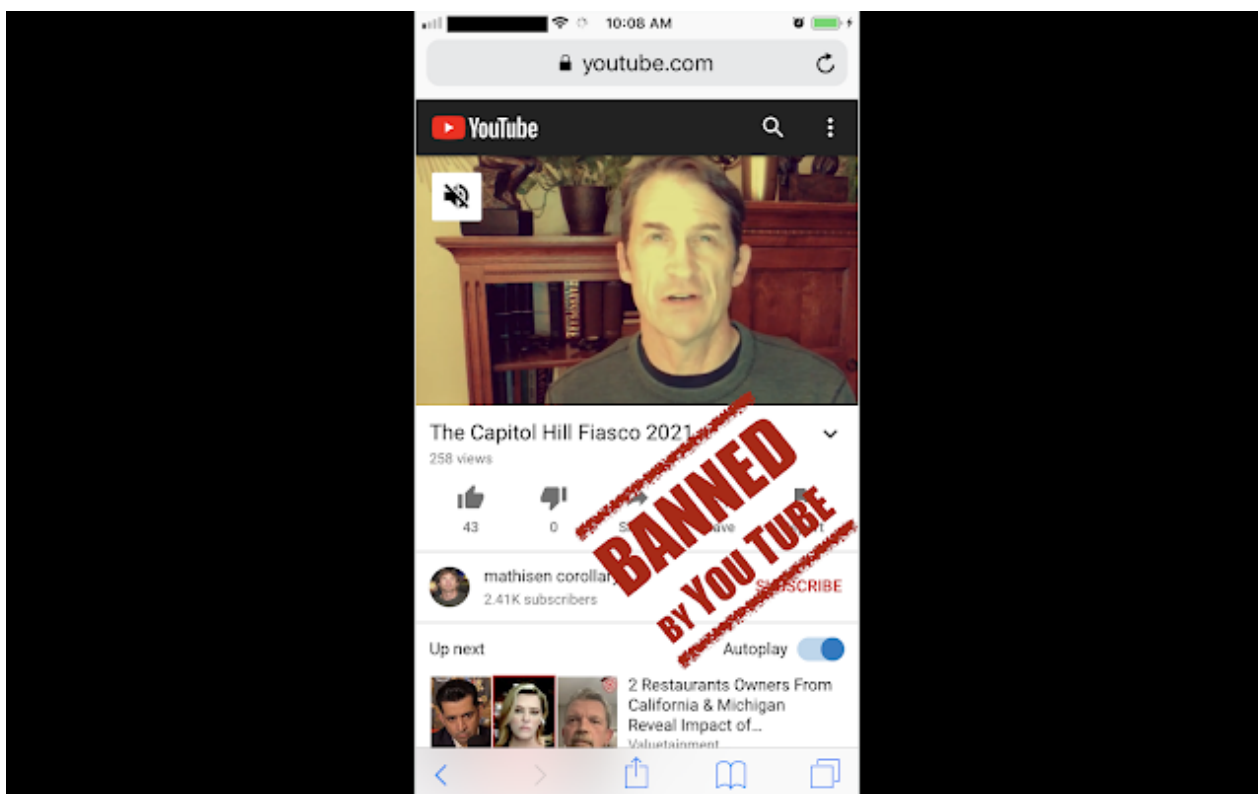 10:08 AM
youtube.com
YouTube
The Capitol Hill Fiasco 2021
258 views
43
0
BANNED
BY YOU TUBE
mathisen corollary
2.41K subscribers
SUBSCRIBE
Up next
Autoplay
2 Restaurants Owners From
California & Michigan
Reveal Impact of...
Valuetainment